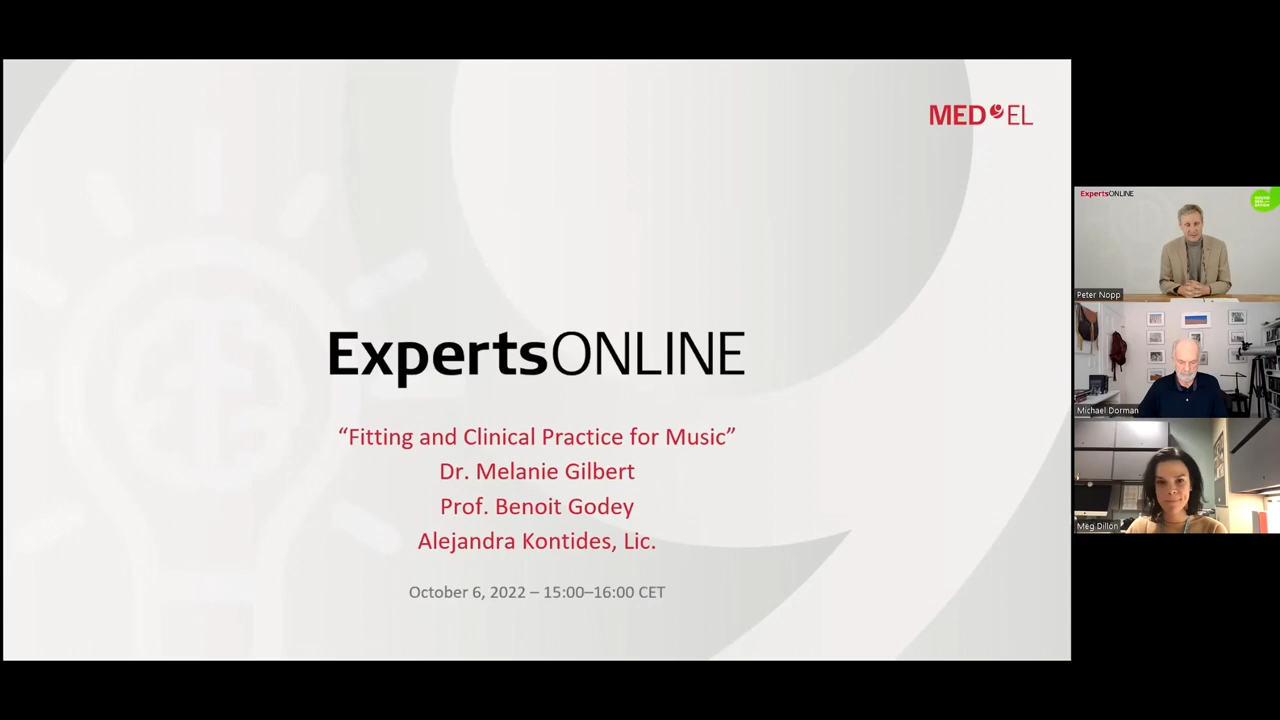 MED EL
ExpertsONLINE
“Fitting and Clinical Practice for Music”
Dr. Melanie Gilbert
Prof. Benoit Godey
Alejandra Kontides, Lic.
October 6, 2022 – 15:00–16:00 CET
ExpertsONLINE
Peter Nopp
Michael Dorman
Meg Dillon